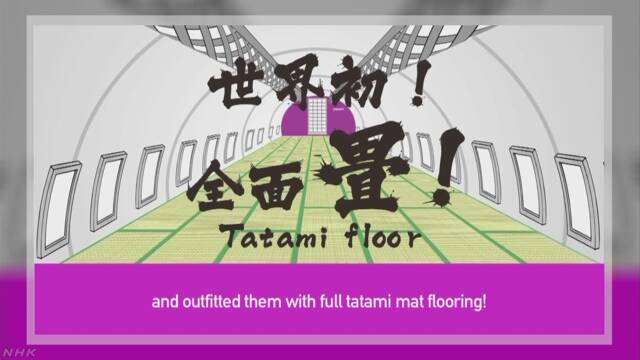 世界初！
全面畳！
Tatami floor
and outfitted them with full tatami mat flooring!
NHK